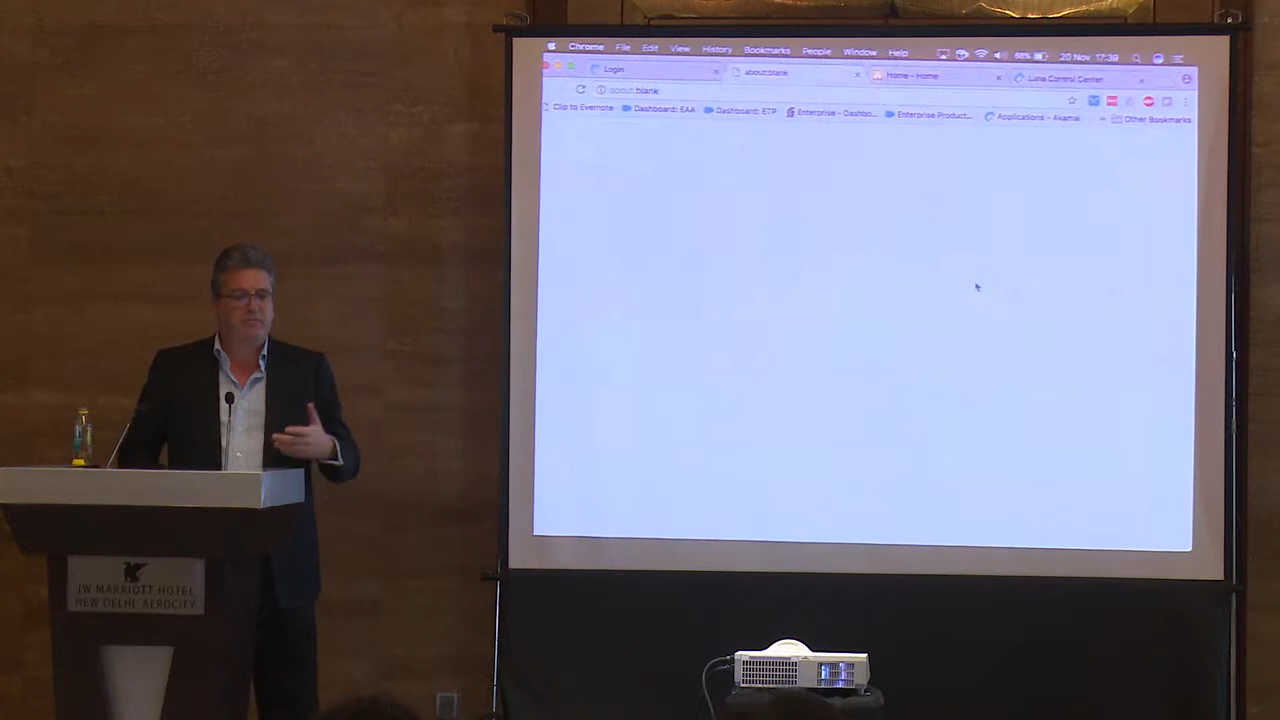 Chrome File Edit View History Bookmarks People Window Help 68% 20 Nov 17:39
Login about:blank Home - Home Luna Control Center
about:blank
Clip to Evernote Dashboard: EAA Dashboard: ETP Enterprise - Dashbo... Enterprise Product... Applications - Akamai Other Bookmarks
JW MARRIOTT HOTEL
NEW DELHI AEROCITY